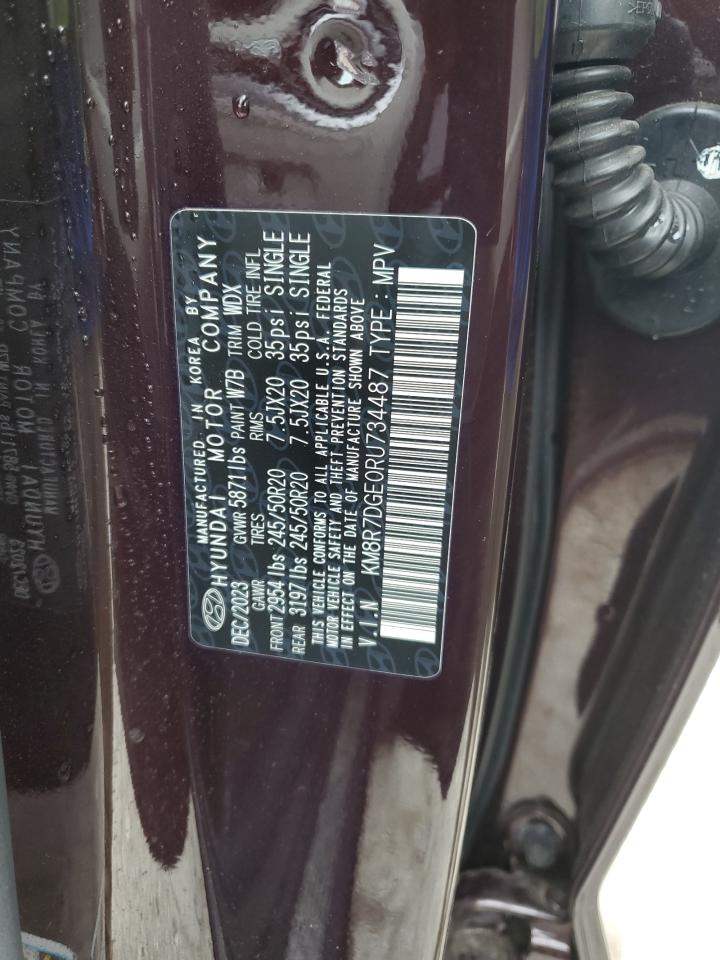 MANUFACTURED IN KOREA BY
HYUNDAI MOTOR COMPANY
DEC/2023 GVWR 5871lbs PAINT W7B TRIM WDX
GAWR TIRES RIMS COLD TIRE INFL
FRONT 2954 lbs 245/50R20 7.5JX20 35psi SINGLE
REAR 3197 lbs 245/50R20 7.5JX20 35psi SINGLE
THIS VEHICLE CONFORMS TO ALL APPLICABLE U.S.A. FEDERAL
MOTOR VEHICLE SAFETY AND THEFT PREVENTION STANDARDS
IN EFFECT ON THE DATE OF MANUFACTURE SHOWN ABOVE
V.I.N KM8R7DGE0RU734487 TYPE : MPV